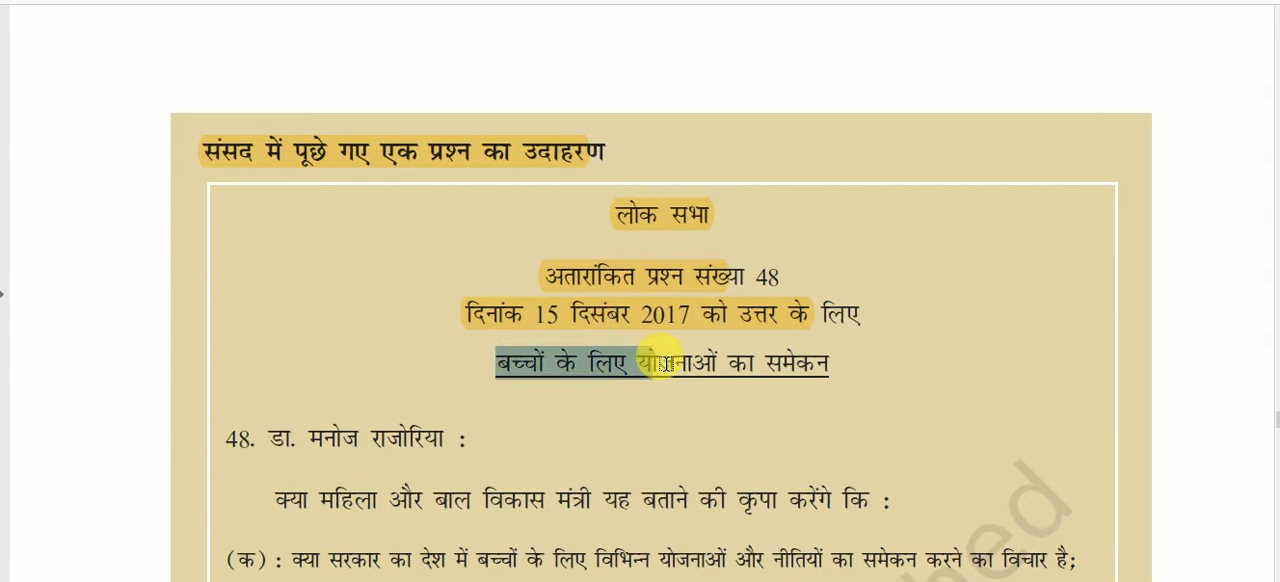 संसद में पूछे गए एक प्रश्न का उदाहरण
लोक सभा
अतारांकित प्रश्न संख्या 48
दिनांक 15 दिसंबर 2017 को उत्तर के लिए
बच्चों के लिए योजनाओं का समेकन
48. डा. मनोज राजोरिया :
क्या महिला और बाल विकास मंत्री यह बताने की कृपा करेंगे कि :
(क) : क्या सरकार का देश में बच्चों के लिए विभिन्न योजनाओं और नीतियों का समेकन करने का विचार है;